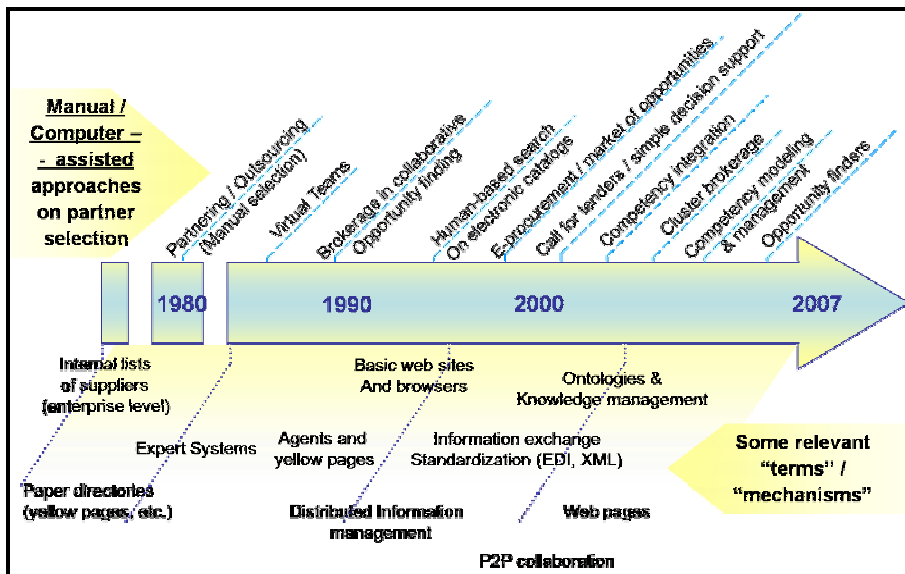 Manual /
Computer –
- assisted
approaches
on partner
selection
Partnering / Outsourcing
(Manual selection)
Virtual Teams
Brokerage in collaborative
Opportunity finding
Human-based search
On electronic catalogs
E-procurement / market of opportunities
Call for tenders / simple decision support
Competency integration
Cluster brokerage
Competency modeling
& management
Opportunity finders
1980
1990
2000
2007
Internal lists
of suppliers
(enterprise level)
Basic web sites
And browsers
Ontologies &
Knowledge management
Expert Systems
Agents and
yellow pages
Information exchange
Standardization (EDI, XML)
Some relevant
“terms” /
“mechanisms”
Paper directories
(yellow pages, etc.)
Distributed Information
management
Web pages
P2P collaboration